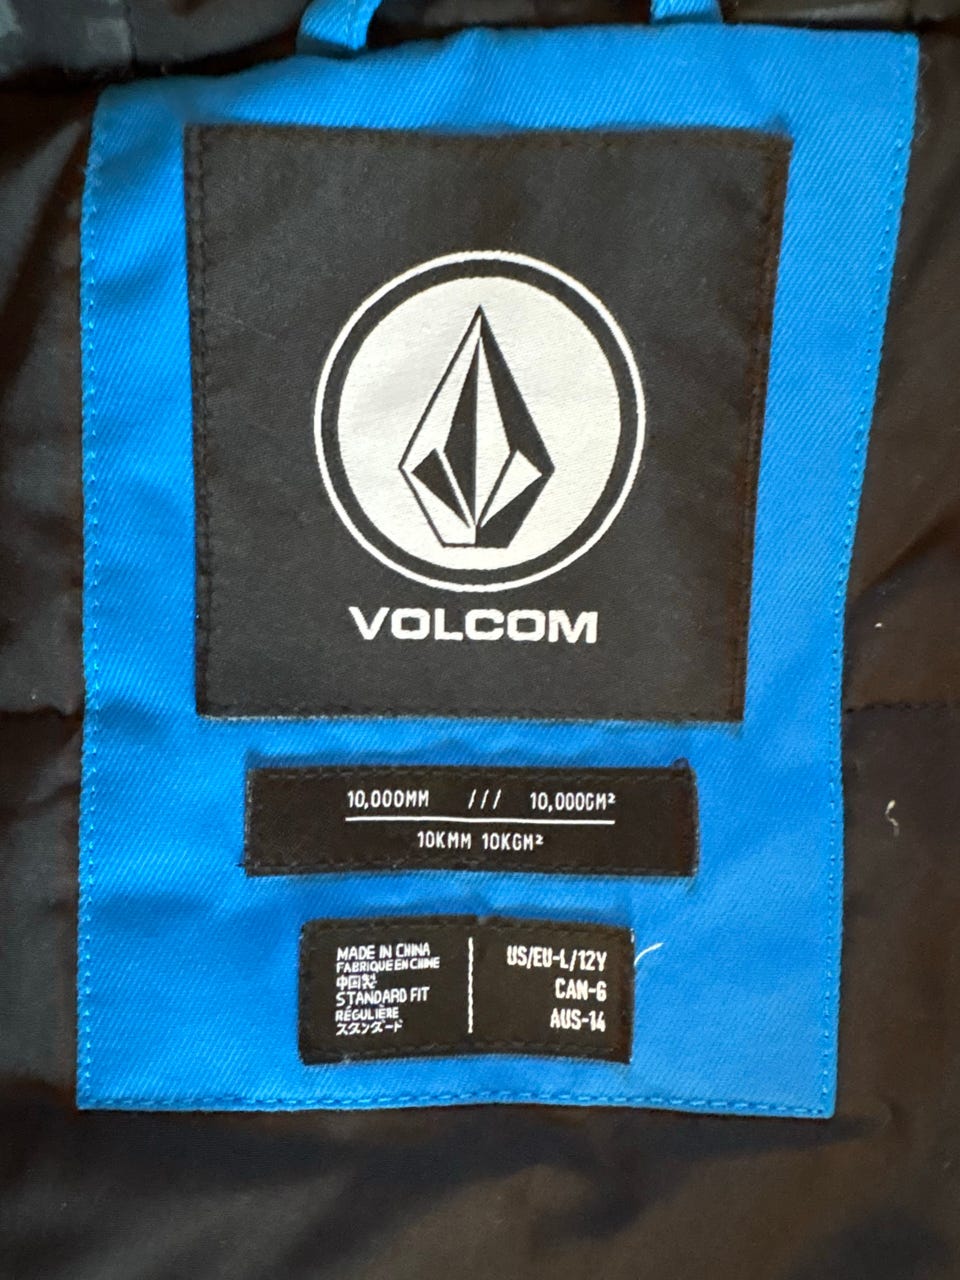 VOLCOM
10,000MM /// 10,000GM²
10KMM 10KGM²
MADE IN CHINA
FABRIQUE EN CHINE
中国製
STANDARD FIT
RÉGULIÈRE
スタンダード
US/EU-L/12Y
CAN-G
AUS-14